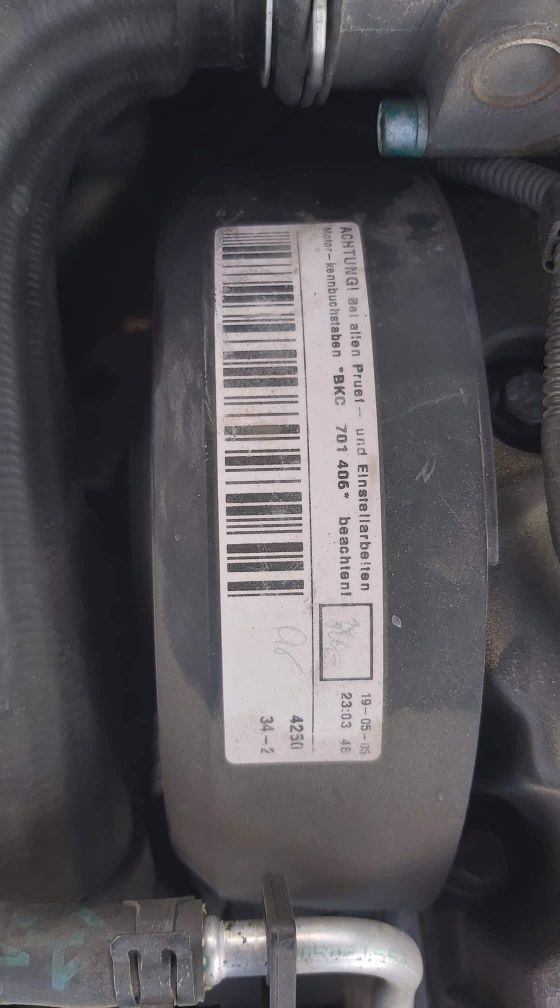 ACHTUNG! Bei allen Pruef- und Einstellarbeiten
Motor-kennbuchstaben *BKC 701 406* beachten!
19-05-05
23:03 48
4250
34-2